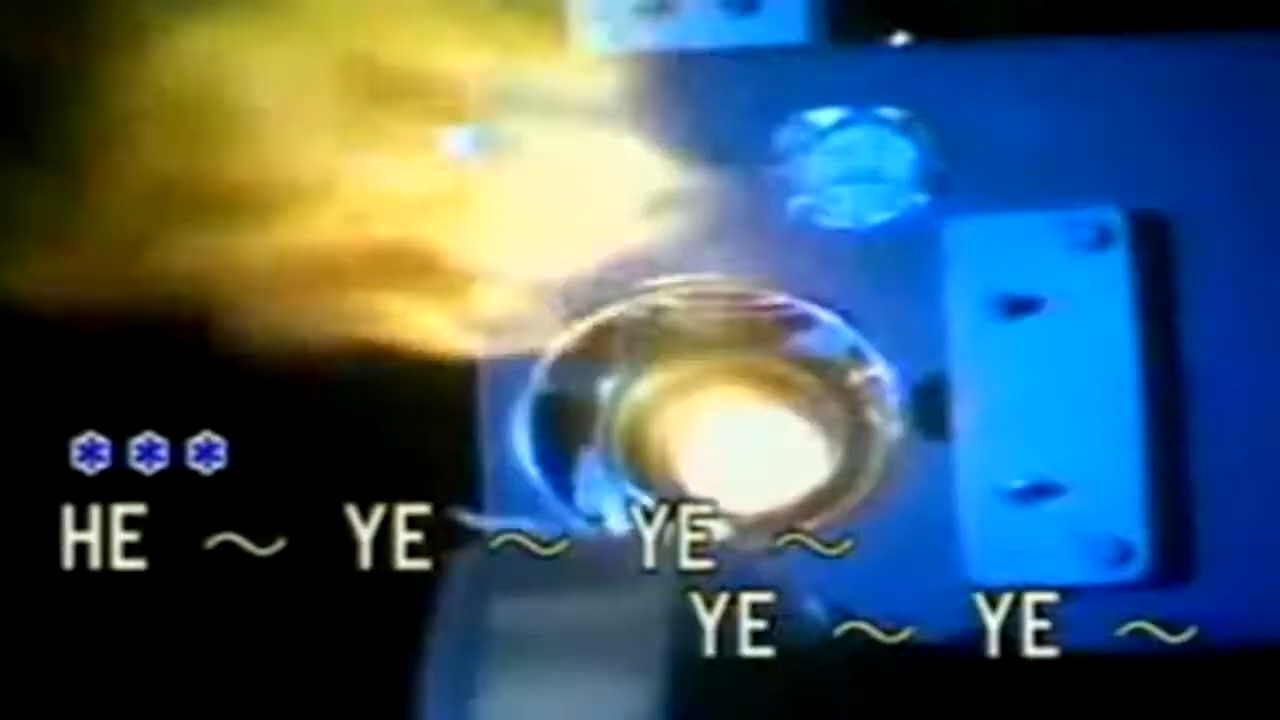 ***
HE ~ YE ~ YE ~
YE ~ YE ~